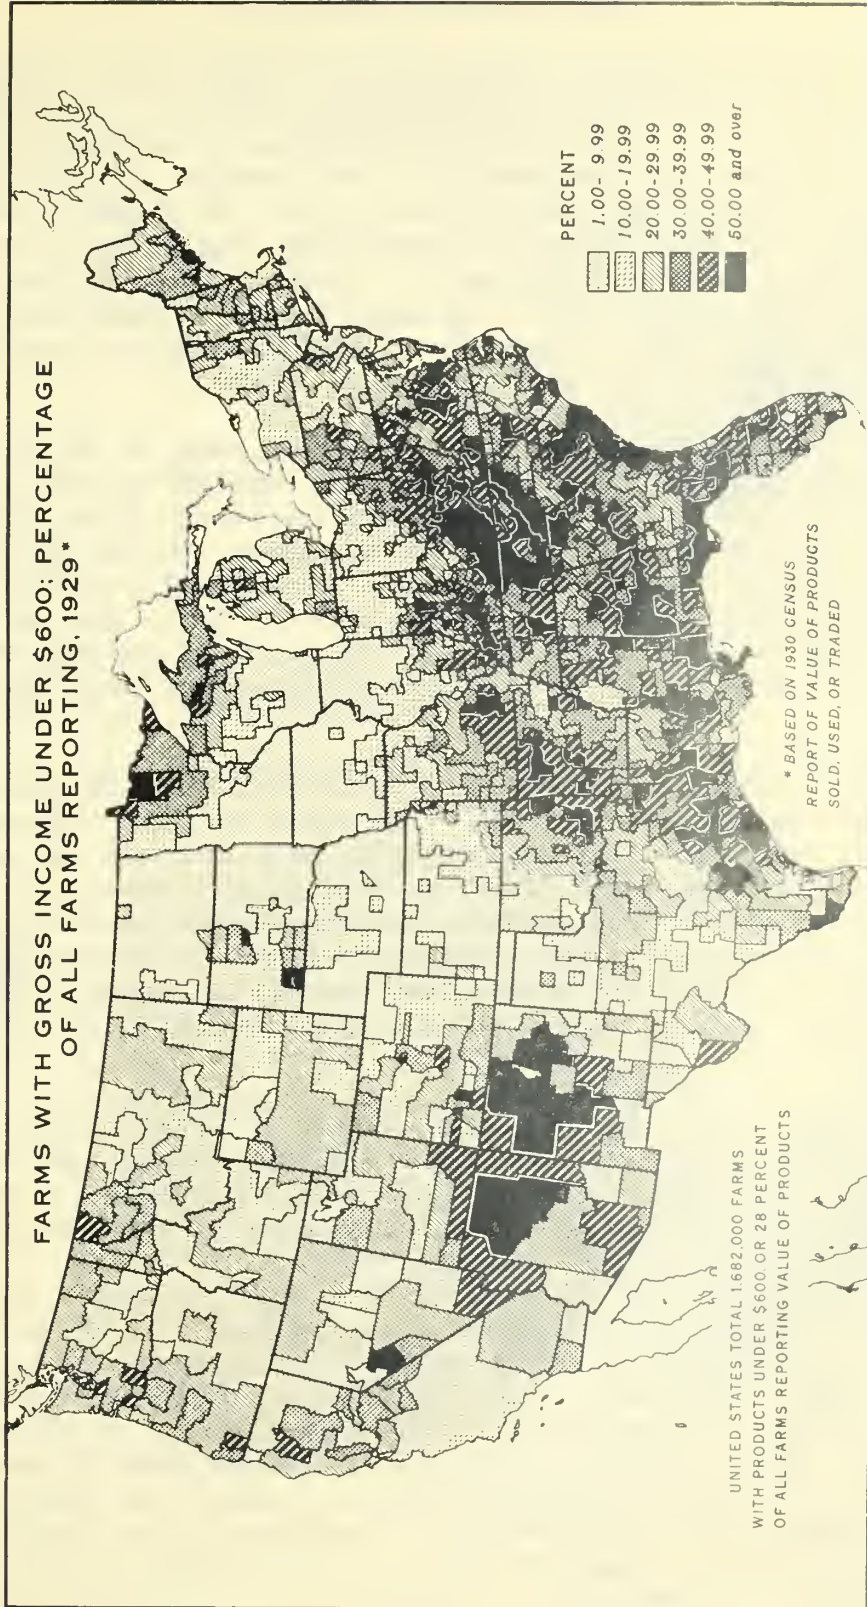 FARMS WITH GROSS INCOME UNDER $600: PERCENTAGE
OF ALL FARMS REPORTING, 1929*
PERCENT
1.00- 9.99
10.00-19.99
20.00-29.99
30.00-39.99
40.00-49.99
50.00 and over
* BASED ON 1930 CENSUS
REPORT OF VALUE OF PRODUCTS
SOLD, USED, OR TRADED
UNITED STATES TOTAL 1,682,000 FARMS
WITH PRODUCTS UNDER $600, OR 28 PERCENT
OF ALL FARMS REPORTING VALUE OF PRODUCTS